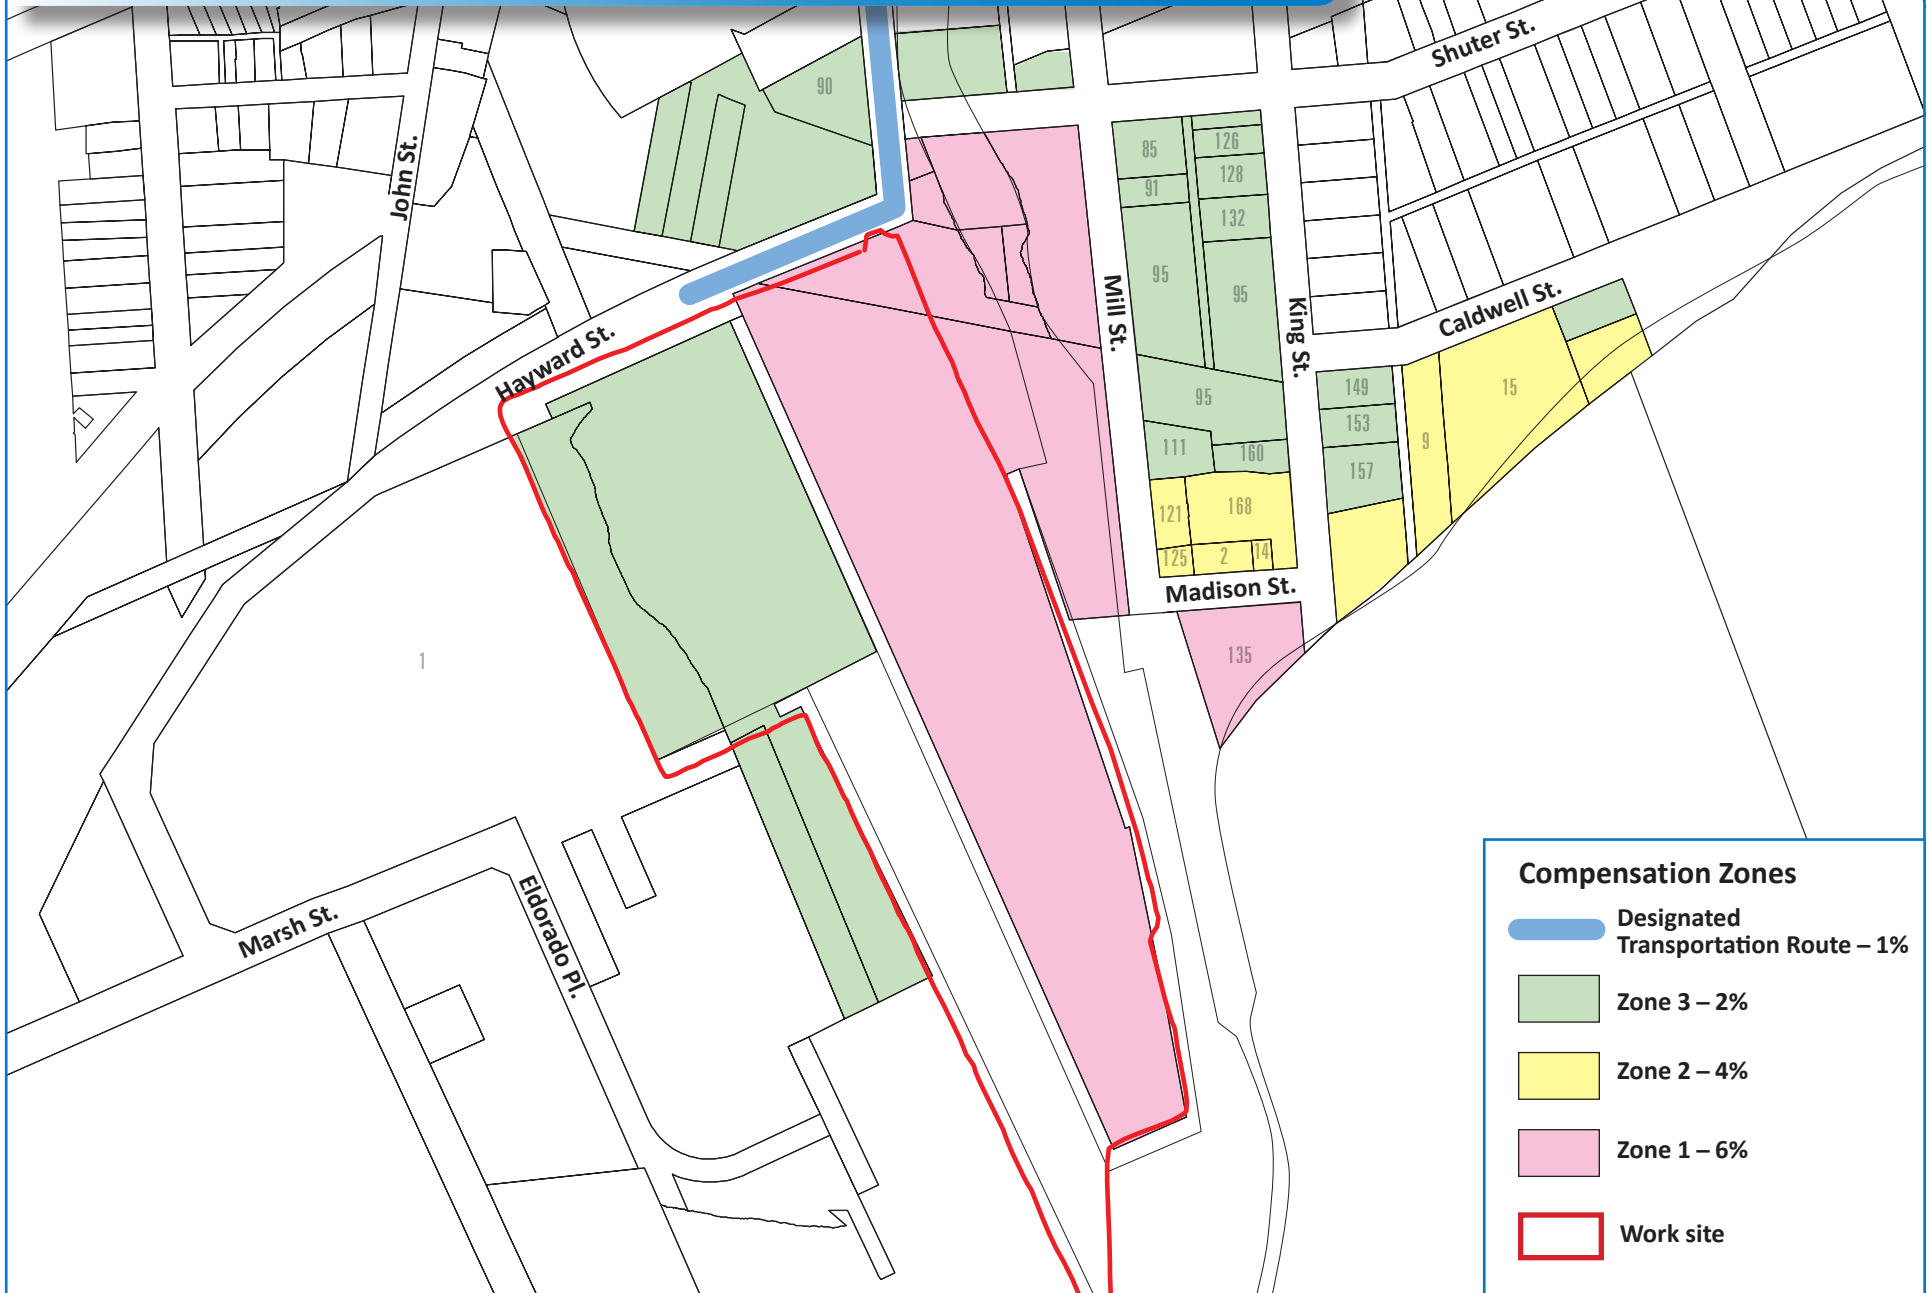 Shuter St.
90
John St.
85
126
91
128
132
95
95
Mill St.
King St.
Caldwell St.
Hayward St.
95
149
15
153
9
111
160
157
121
168
125
2
14
Madison St.
1
135
Marsh St.
Eldorado Pl.
Compensation Zones
Designated
Transportation Route – 1%
Zone 3 – 2%
Zone 2 – 4%
Zone 1 – 6%
Work site